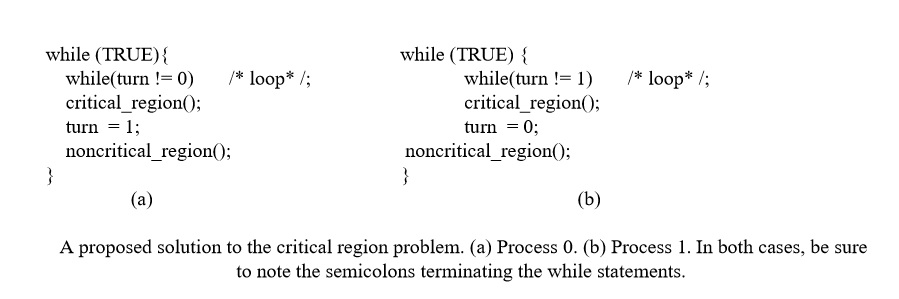 while (TRUE){
while(turn != 0) /* loop* /;
critical_region();
turn = 1;
noncritical_region();
}
(a)
while (TRUE) {
while(turn != 1) /* loop* /;
critical_region();
turn = 0;
noncritical_region();
}
(b)
A proposed solution to the critical region problem. (a) Process 0. (b) Process 1. In both cases, be sure
to note the semicolons terminating the while statements.